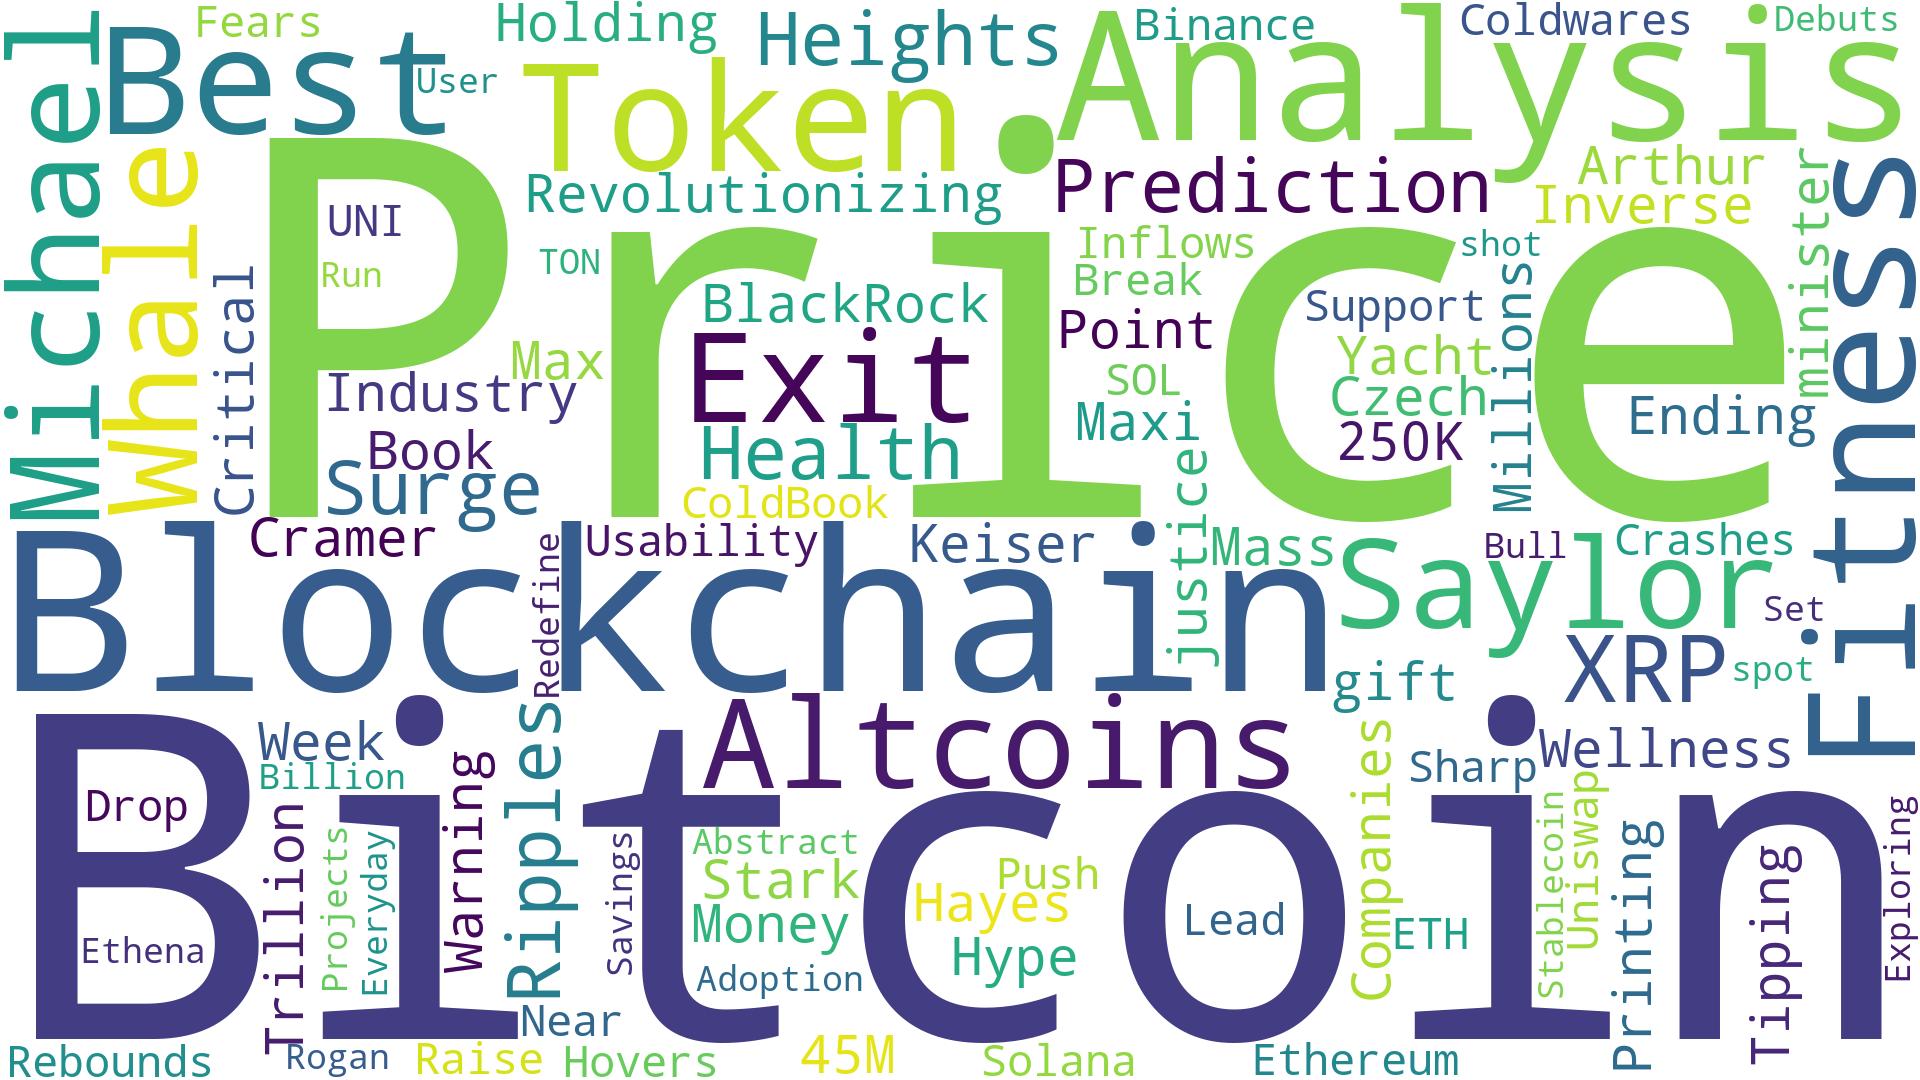 Fears
Holding
Heights
Binance
Coldwares
Debuts
Michael
Best
User
Token
Analysis
Whale
Price
Revolutionizing
Prediction
Arthur
Inverse
minister
Fitness
UNI
Run
TON
Critical
Inflows
Break
shot
BlackRock
Point
Support
Millions
Exit
Max
Industry
Yacht
SOL
Czech
Maxi
250K
Ending
Book
Surge
Health
ColdBook
justice
Cramer
Usability
Keiser
Mass
Saylor
Bull
Crashes
Blockchain
Redefine
Set
XRP
spot
gift
Bitcoin
Week
Billion
Altcoins
Ripples
Warning
Companies
Sharp
Wellness
Drop
Trillion
Projects
Everyday
Savings
Abstract
Stark
Push
Hayes
Money
Lead
ETH
Stablecoin
Uniswap
Printing
Tipping
Exploring
Ethena
Adoption
Hype
Near
Rebounds
Rogan
Raise
Hovers
45M
Solana
Ethereum